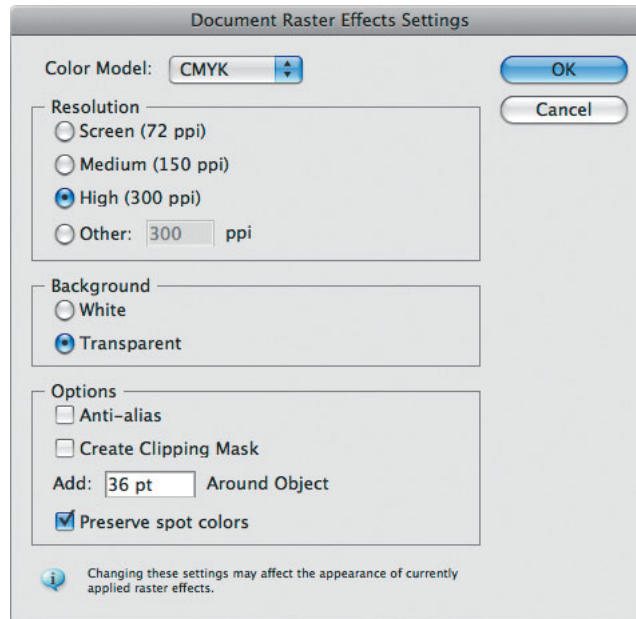 Document Raster Effects Settings
Color Model: CMYK
OK
Cancel
Resolution
Screen (72 ppi)
Medium (150 ppi)
High (300 ppi)
Other: 300 ppi
Background
White
Transparent
Options
Anti-alias
Create Clipping Mask
Add: 36 pt Around Object
Preserve spot colors
Changing these settings may affect the appearance of currently
applied raster effects.